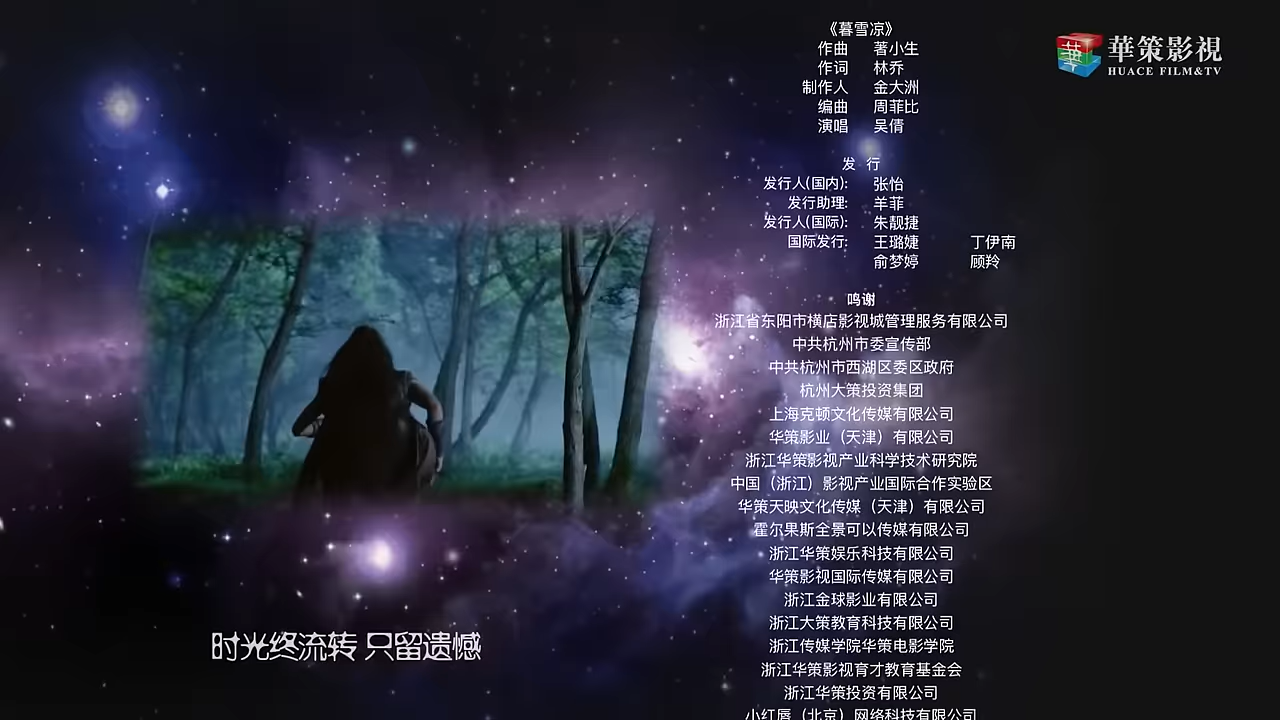 《暮雪凉》
作曲 著小生
作词 林乔
制作人 金大洲
编曲 周菲比
演唱 吴倩
发 行
发行人(国内): 张怡
发行助理: 羊菲
发行人(国际): 朱靓捷
国际发行: 王璐婕 丁伊南
俞梦婷 顾羚
鸣谢
浙江省东阳市横店影视城管理服务有限公司
中共杭州市委宣传部
中共杭州市西湖区委区政府
杭州大策投资集团
上海克顿文化传媒有限公司
华策影业（天津）有限公司
浙江华策影视产业科学技术研究院
中国（浙江）影视产业国际合作实验区
华策天映文化传媒（天津）有限公司
霍尔果斯全景可以传媒有限公司
浙江华策娱乐科技有限公司
华策影视国际传媒有限公司
浙江金球影业有限公司
浙江大策教育科技有限公司
浙江传媒学院华策电影学院
浙江华策影视育才教育基金会
浙江华策投资有限公司
小红唇（北京）网络科技有限公司
華策影視
HUACE FILM&TV
华
时光终流转 只留遗憾